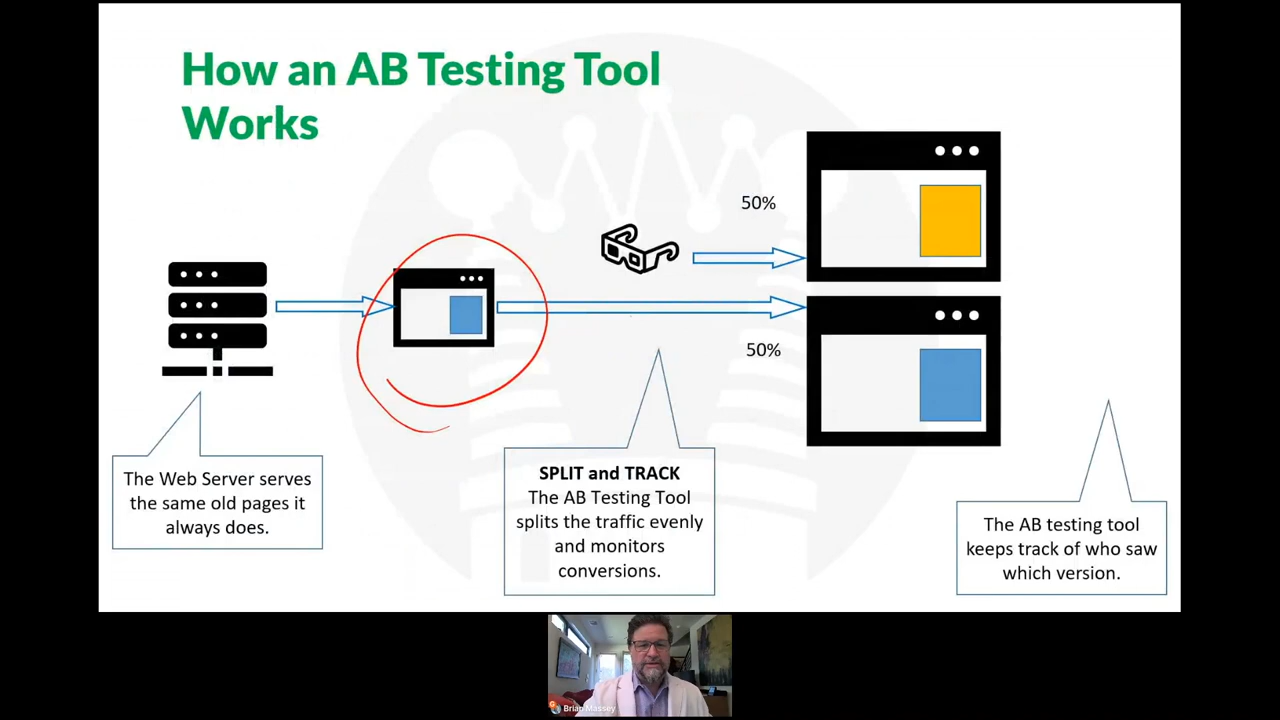 How an AB Testing Tool
Works
50%
50%
The Web Server serves
the same old pages it
always does.
SPLIT and TRACK
The AB Testing Tool
splits the traffic evenly
and monitors
conversions.
The AB testing tool
keeps track of who saw
which version.
Brian Massey